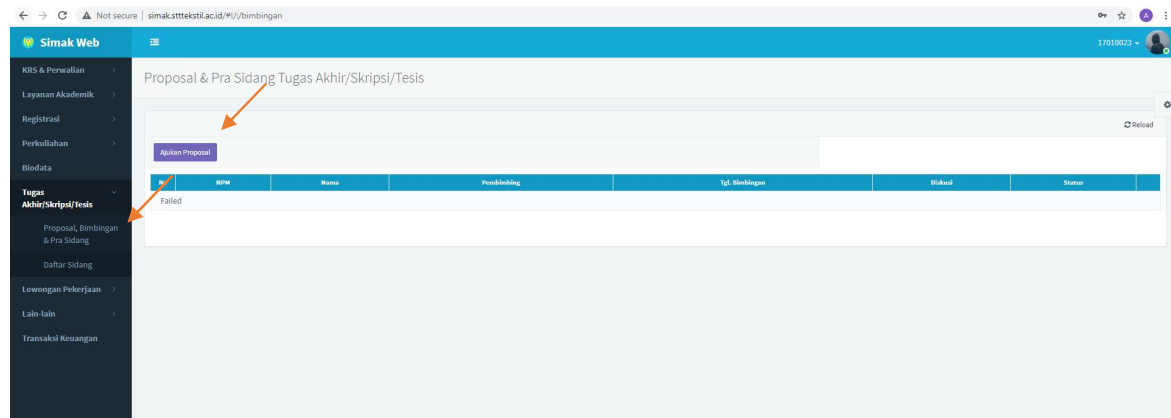 Not secure | simak.stttekstil.ac.id/#!/:/bimbingan
A
Simak Web
17010023
KRS & Perwalian
Layanan Akademik
Registrasi
Perkuliahan
Biodata
Tugas
Akhir/Skripsi/Tesis
Proposal, Bimbingan
& Pra Sidang
Daftar Sidang
Lowongan Pekerjaan
Lain-lain
Transaksi Keuangan
Proposal & Pra Sidang Tugas Akhir/Skripsi/Tesis
Reload
Ajukan Proposal
No NPM Nama Pembimbing Tgl. Bimbingan Diskusi Status
Failed